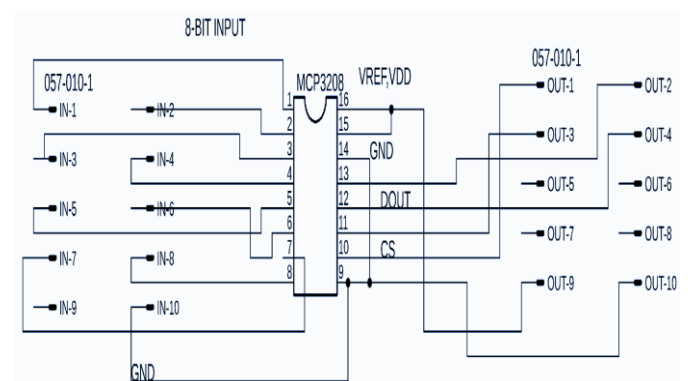 8-BIT INPUT
057-010-1
MCP3208
VREF,VDD
057-010-1
IN-1
IN-2
IN-3
IN-4
IN-5
IN-6
IN-7
IN-8
IN-9
IN-10
GND
1
2
3
4
5
6
7
8
16
15
14
13
12
11
10
9
GND
DOUT
CS
OUT-1
OUT-2
OUT-3
OUT-4
OUT-5
OUT-6
OUT-7
OUT-8
OUT-9
OUT-10